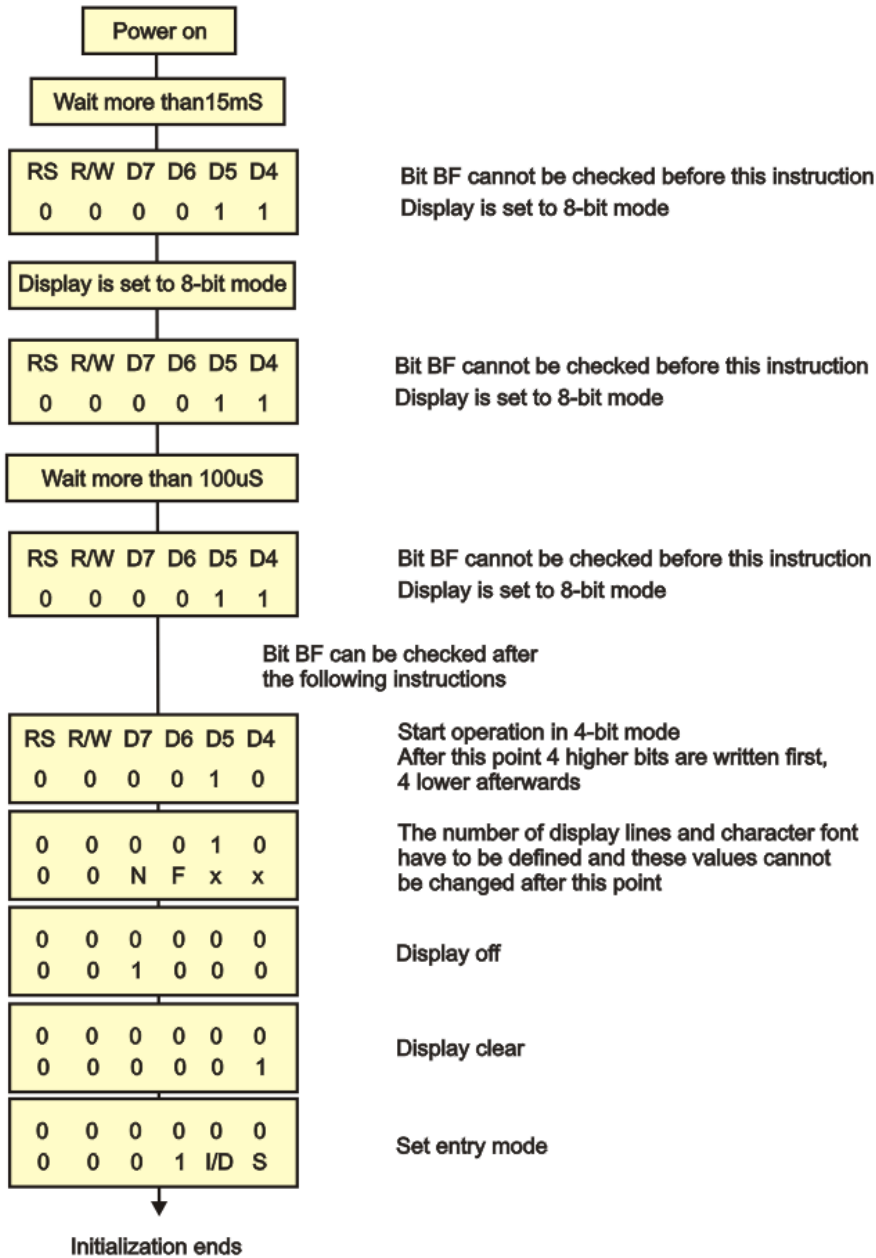 Power on
Wait more than15mS
RS R/W D7 D6 D5 D4
0 0 0 0 1 1
Bit BF cannot be checked before this instruction
Display is set to 8-bit mode
Display is set to 8-bit mode
RS R/W D7 D6 D5 D4
0 0 0 0 1 1
Bit BF cannot be checked before this instruction
Display is set to 8-bit mode
Wait more than 100uS
RS R/W D7 D6 D5 D4
0 0 0 0 1 1
Bit BF cannot be checked before this instruction
Display is set to 8-bit mode
Bit BF can be checked after
the following instructions
RS R/W D7 D6 D5 D4
0 0 0 0 1 0
Start operation in 4-bit mode
After this point 4 higher bits are written first,
4 lower afterwards
0 0 0 0 1 0
0 0 N F x x
The number of display lines and character font
have to be defined and these values cannot
be changed after this point
0 0 0 0 0 0
0 0 1 0 0 0
Display off
0 0 0 0 0 0
0 0 0 0 0 1
Display clear
0 0 0 0 0 0
0 0 0 1 I/D S
Set entry mode
Initialization ends